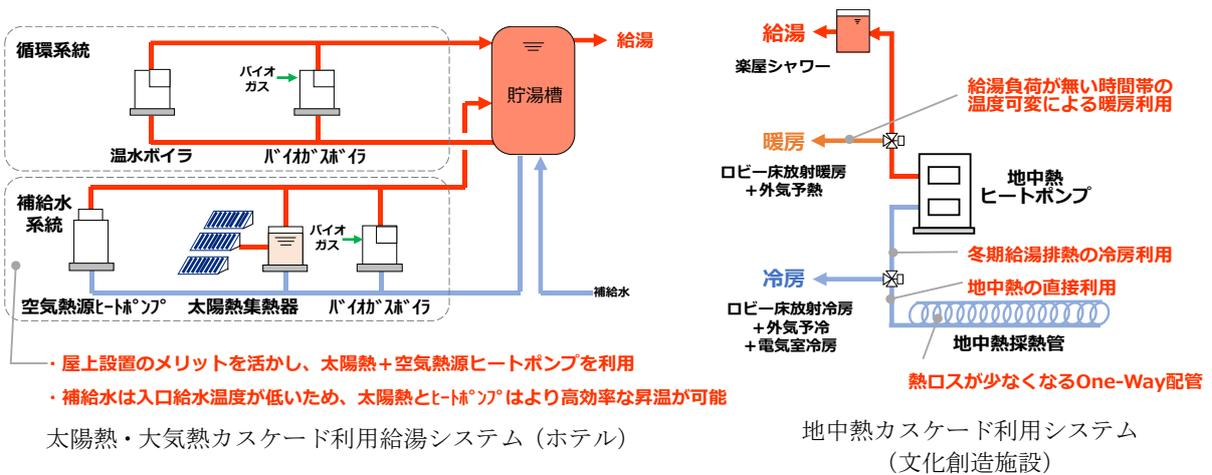 循環系統
バイオ
ガス
温水ボイラ
ﾊﾞｲｵｶﾞｽﾎﾞｲﾗ
貯湯槽
給湯
補給水
系統
バイオ
ガス
空気熱源ﾋｰﾄﾎﾟﾝﾌﾟ
太陽熱集熱器
ﾊﾞｲｵｶﾞｽﾎﾞｲﾗ
補給水
・屋上設置のメリットを活かし、太陽熱＋空気熱源ヒートポンプを利用
・補給水は入口給水温度が低いため、太陽熱とﾋｰﾄﾎﾟﾝﾌﾟはより高効率な昇温が可能
太陽熱・大気熱カスケード利用給湯システム（ホテル）
給湯
楽屋シャワー
給湯負荷が無い時間帯の
温度可変による暖房利用
暖房
ロビー床放射暖房
＋外気予熱
地中熱
ヒートポンプ
冬期給湯排熱の冷房利用
冷房
地中熱の直接利用
ロビー床放射冷房
＋外気予冷
＋電気室冷房
地中熱採熱管
熱ロスが少なくなるOne-Way配管
地中熱カスケード利用システム
（文化創造施設）